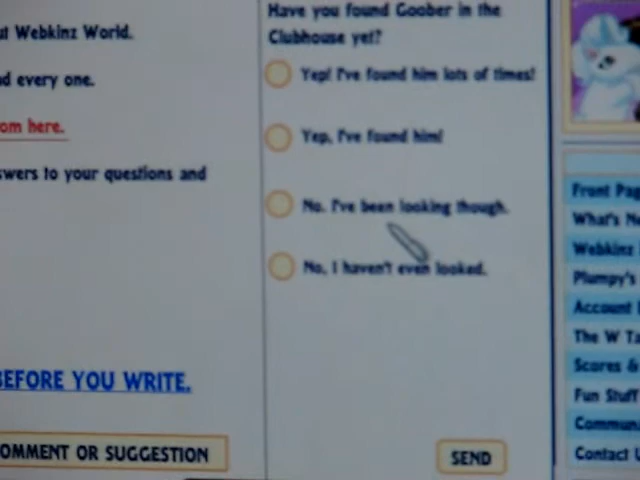 ut Webkinz World.
d every one.
om here.
swers to your questions and
BEFORE YOU WRITE.
OMMENT OR SUGGESTION
Have you found Goober in the
Clubhouse yet?
Yep! I've found him lots of times!
Yep, I've found him!
No. I've been looking though.
No, I haven't even looked.
SEND
Front Pag
What's Ne
Webkinz
Plumpy's
Account
The W Ta
Scores &
Fun Stuff
Commun
Contact U